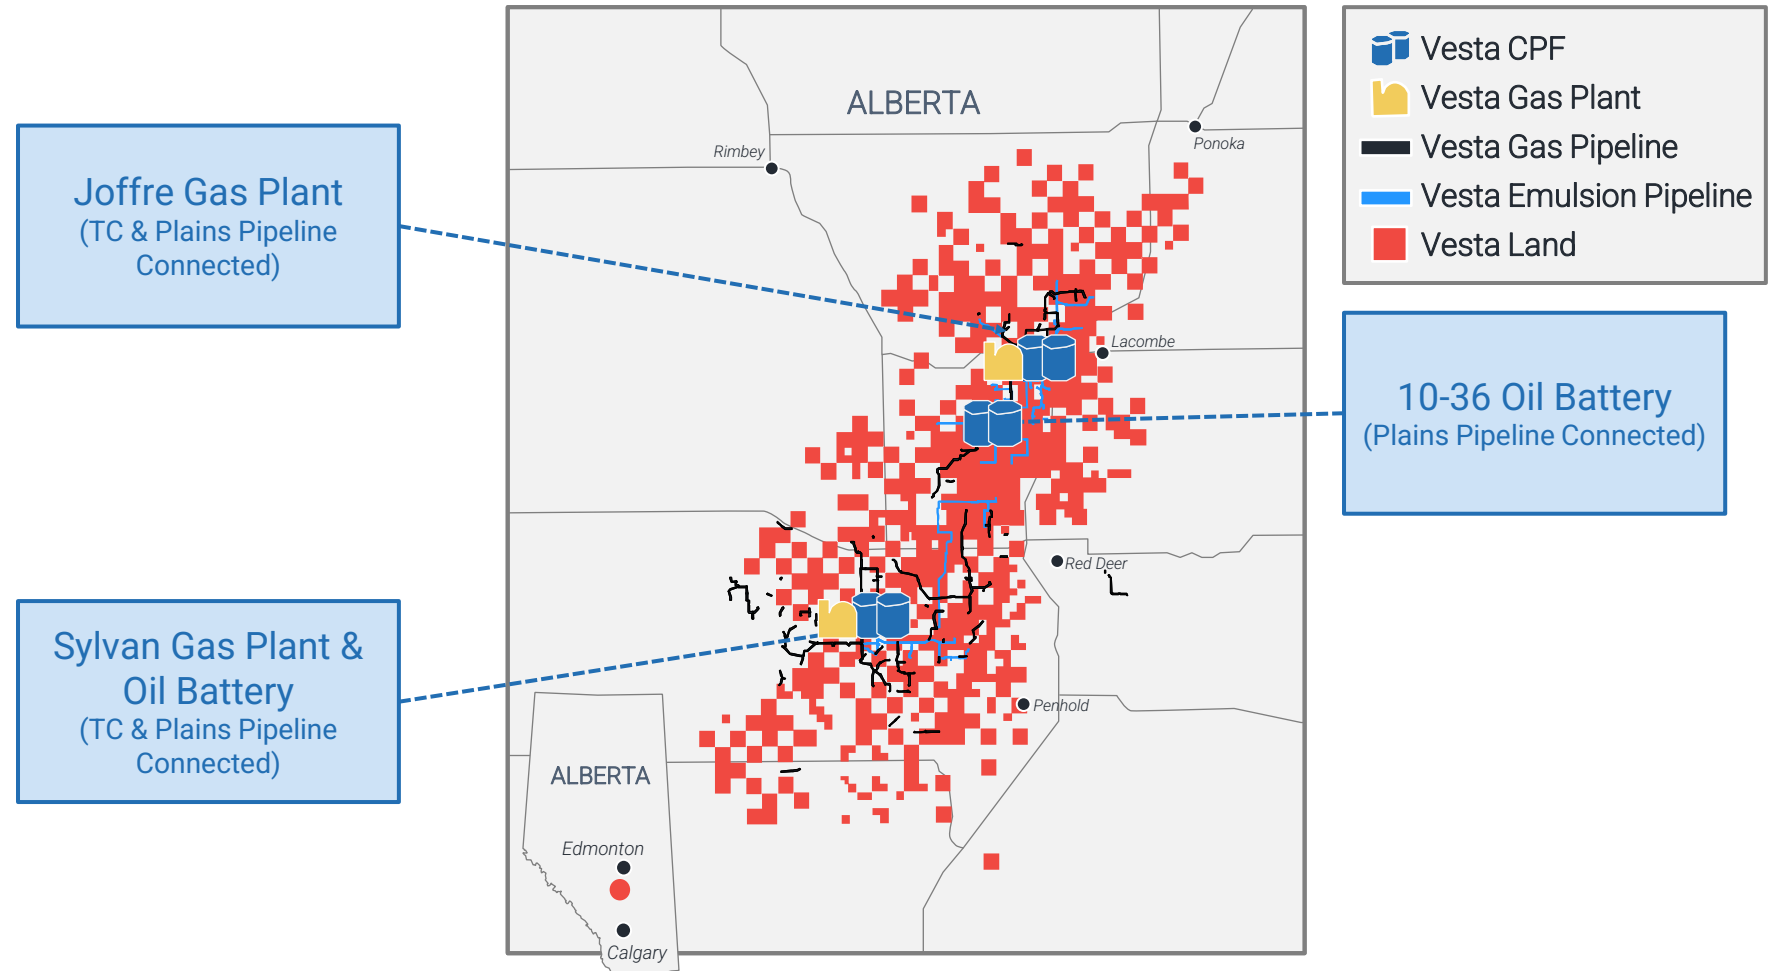 Joffre Gas Plant
(TC & Plains Pipeline
Connected)
Sylvan Gas Plant &
Oil Battery
(TC & Plains Pipeline
Connected)
ALBERTA
Rimbey
Ponoka
Lacombe
Red Deer
Penhold
ALBERTA
Edmonton
Calgary
Vesta CPF
Vesta Gas Plant
Vesta Gas Pipeline
Vesta Emulsion Pipeline
Vesta Land
10-36 Oil Battery
(Plains Pipeline Connected)